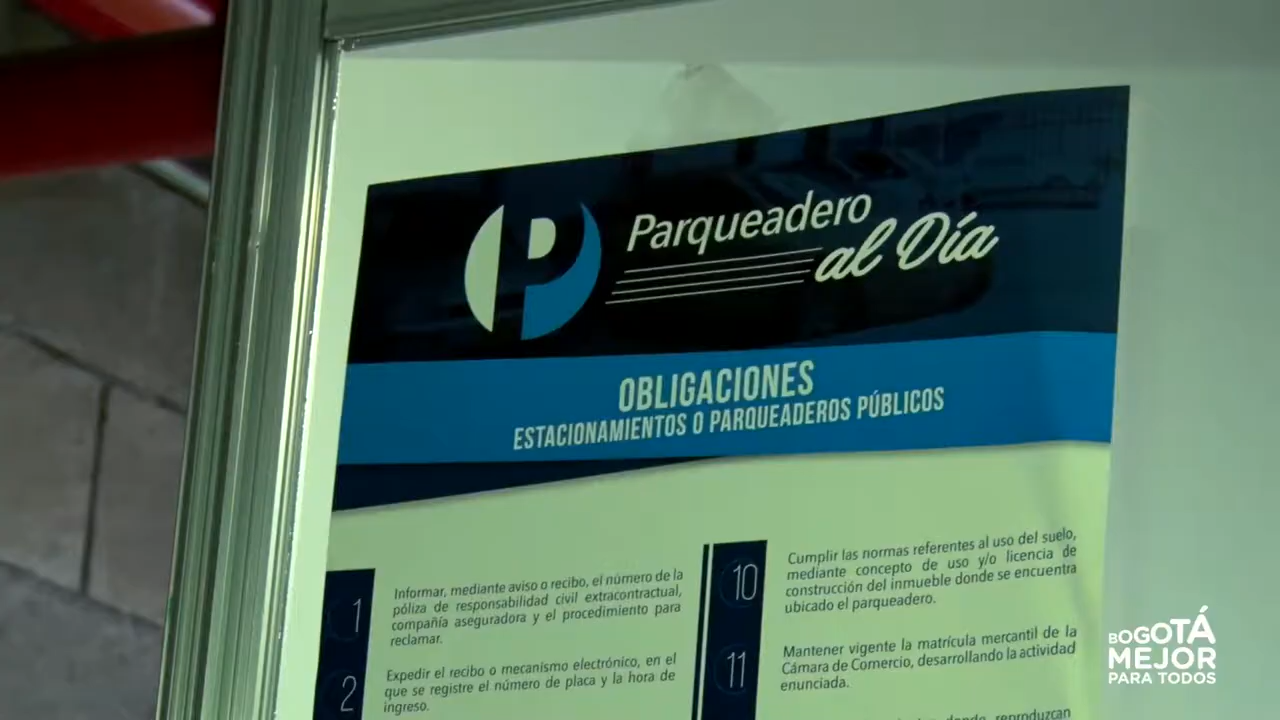 P
Parqueadero
al Día
OBLIGACIONES
ESTACIONAMIENTOS O PARQUEADEROS PÚBLICOS
1
Informar, mediante aviso o recibo, el número de la
póliza de responsabilidad civil extracontractual,
compañía aseguradora y el procedimiento para
reclamar.
2
Expedir el recibo o mecanismo electrónico, en el
que se registre el número de placa y la hora de
ingreso.
10
Cumplir las normas referentes al uso del suelo,
mediante concepto de uso y/o licencia de
construcción del inmueble donde se encuentra
ubicado el parqueadero.
11
Mantener vigente la matrícula mercantil de la
Cámara de Comercio, desarrollando la actividad
enunciada.
donde reproduzcan
BOGOTÁ
MEJOR
PARA TODOS